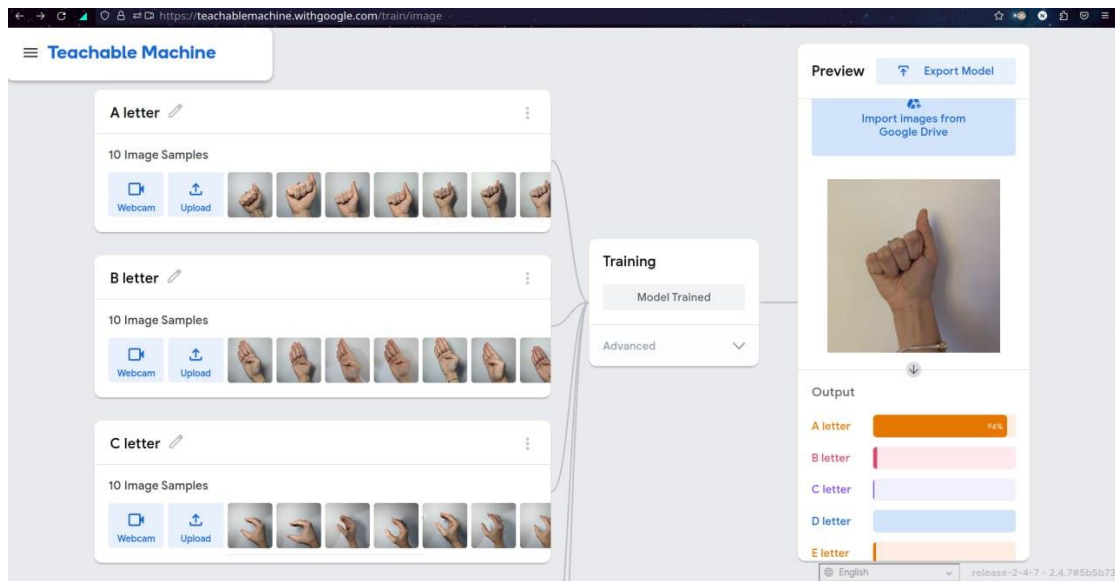 https://teachablemachine.withgoogle.com/train/image
Teachable Machine
A letter
10 Image Samples
Webcam
Upload
B letter
10 Image Samples
Webcam
Upload
C letter
10 Image Samples
Webcam
Upload
Training
Model Trained
Advanced
Preview
Export Model
Import images from
Google Drive
Output
A letter
94%
B letter
C letter
D letter
E letter
English
release-2-4-7 - 2.4.7#5b5b73